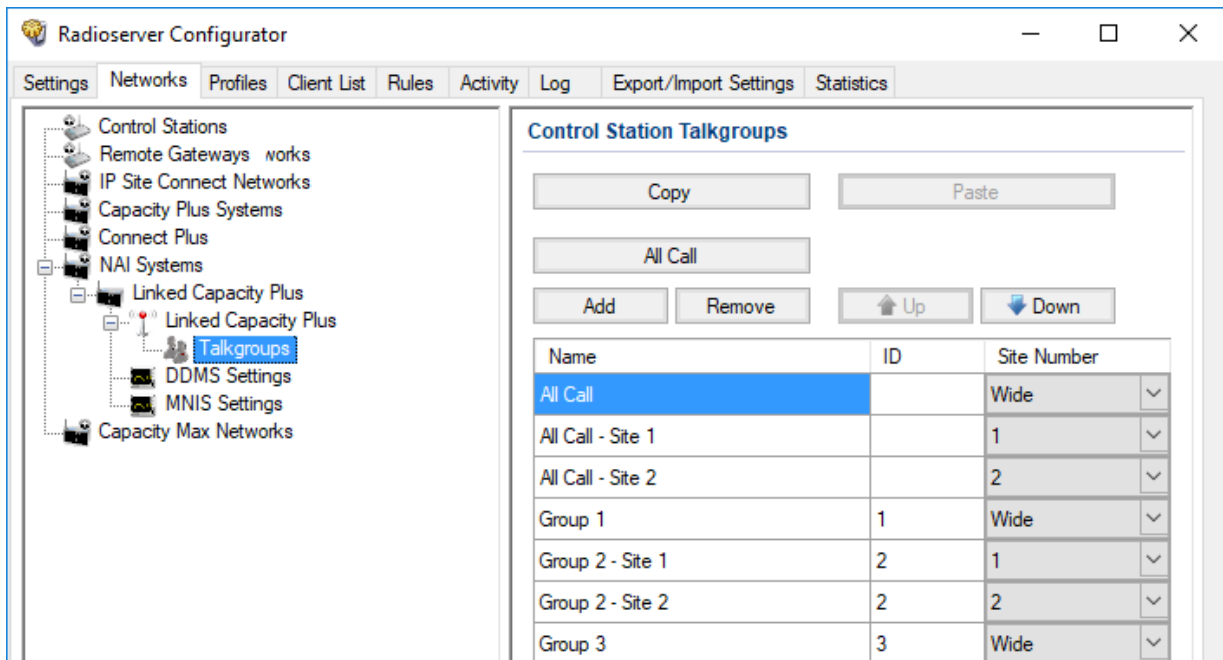 Radioserver Configurator
Settings Networks Profiles Client List Rules Activity Log Export/Import Settings Statistics
Control Stations
Remote Gateways works
IP Site Connect Networks
Capacity Plus Systems
Connect Plus
NAI Systems
Linked Capacity Plus
Linked Capacity Plus
Talkgroups
DDMS Settings
MNIS Settings
Capacity Max Networks
Control Station Talkgroups
Copy Paste
All Call
Add Remove Up Down
Name ID Site Number
All Call Wide
All Call - Site 1 1
All Call - Site 2 2
Group 1 1 Wide
Group 2 - Site 1 2 1
Group 2 - Site 2 2 2
Group 3 3 Wide